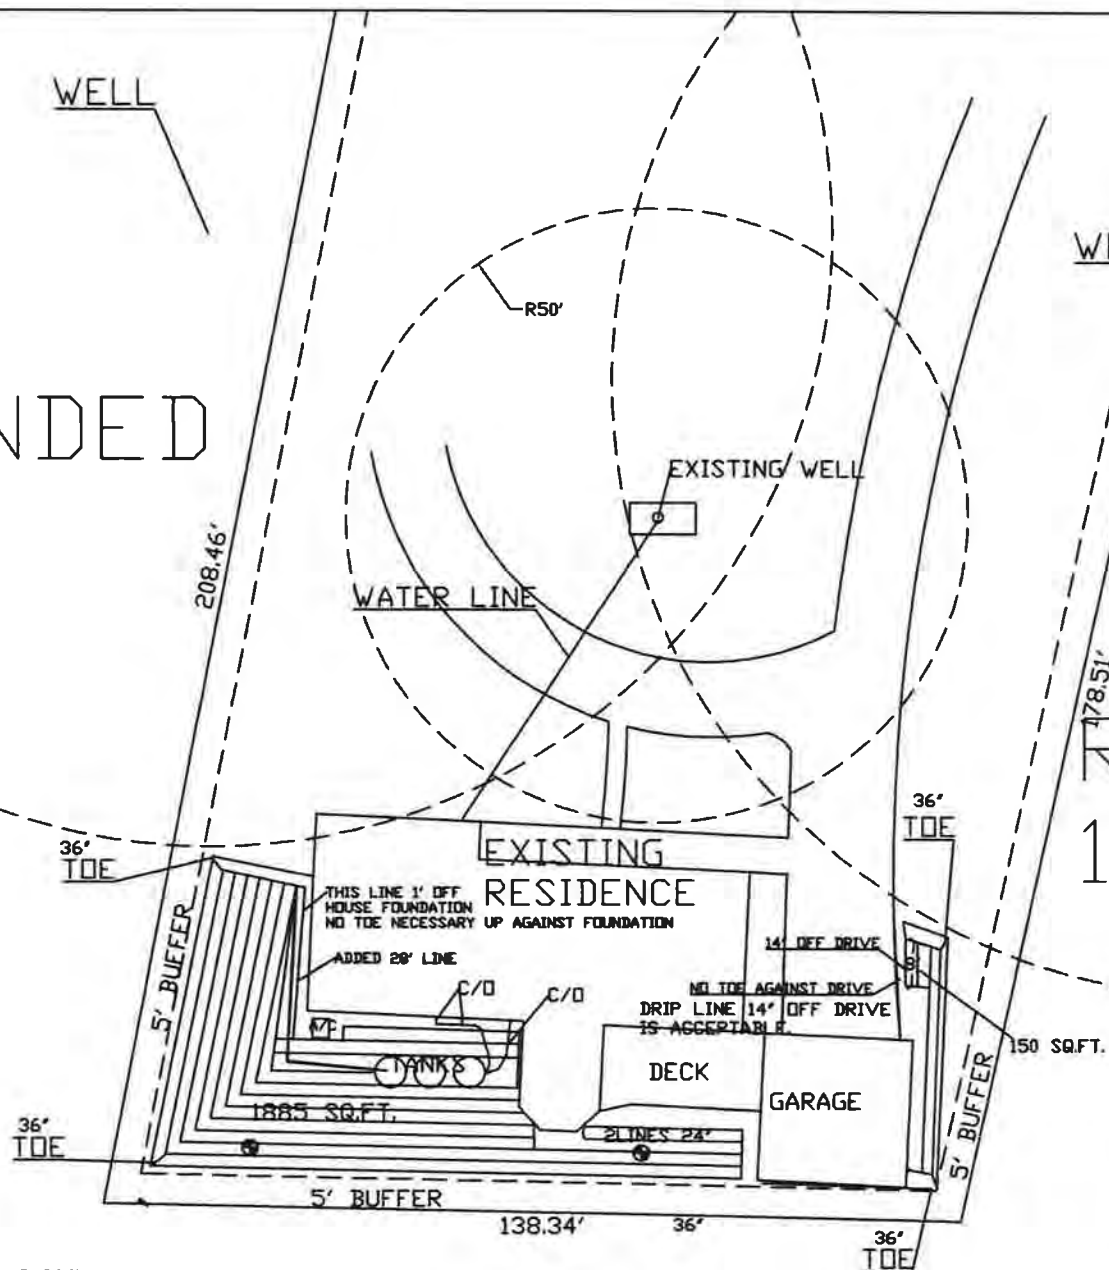 WELL
R50'
NDED
EXISTING WELL
208.46'
WATER LINE
178.51'
36"
TOE
36"
TOE
EXISTING
RESIDENCE
THIS LINE 1' OFF
HOUSE FOUNDATION
NO TOE NECESSARY UP AGAINST FOUNDATION
5' BUFFER
ADDED 28' LINE
14" OFF DRIVE
C/O
C/O
NO TOE AGAINST DRIVE
DRIP LINE 14" OFF DRIVE
IS ACCEPTABLE.
A/C
150 SQ.FT.
TANKS
DECK
GARAGE
1885 SQ.FT.
2LINES 24'
5' BUFFER
36"
TOE
5' BUFFER
138.34'
36"
36"
TOE